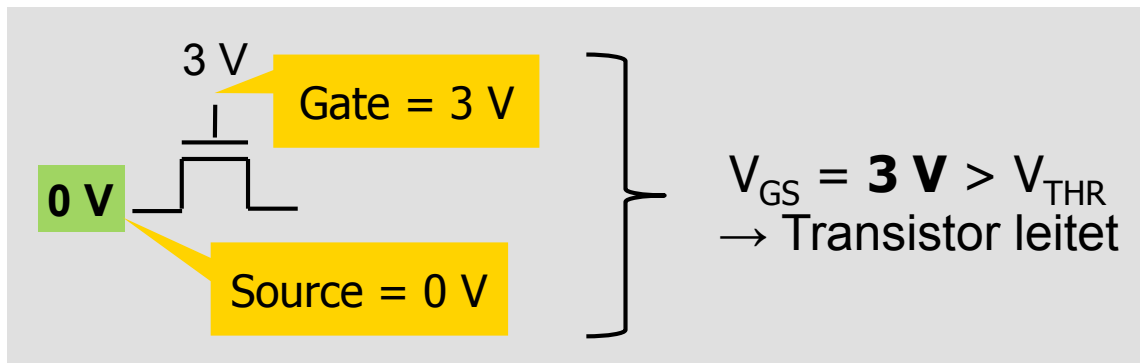 3 V
Gate = 3 V
0 V
Source = 0 V
V_GS = 3 V > V_THR
→ Transistor leitet